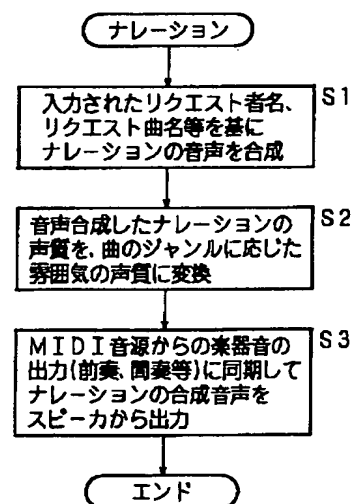 ナレーション
入力されたリクエスト者名、
リクエスト曲名等を基に
ナレーションの音声を合成
S1
音声合成したナレーションの
声質を、曲のジャンルに応じた
雰囲気の声質に変換
S2
MIDI音源からの楽器音の
出力(前奏、間奏等)に同期して
ナレーションの合成音声を
スピーカから出力
S3
エンド